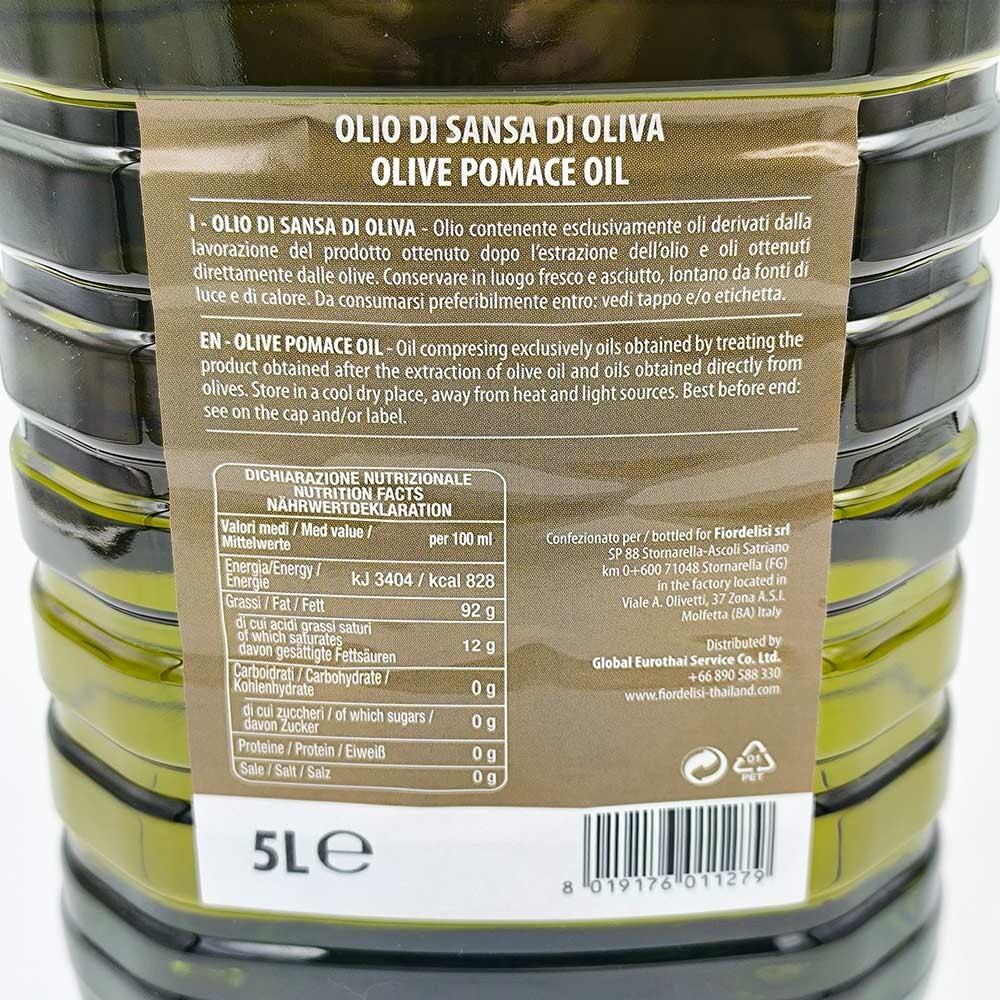 OLIO DI SANSA DI OLIVA
OLIVE POMACE OIL
I - OLIO DI SANSA DI OLIVA - Olio contenente esclusivamente oli derivati dalla
lavorazione del prodotto ottenuto dopo l'estrazione dell'olio e oli ottenuti
direttamente dalle olive. Conservare in luogo fresco e asciutto, lontano da fonti di
luce e di calore. Da consumarsi preferibilmente entro: vedi tappo e/o etichetta.
EN - OLIVE POMACE OIL - Oil compresing exclusively oils obtained by treating the
product obtained after the extraction of olive oil and oils obtained directly from
olives. Store in a cool dry place, away from heat and light sources. Best before end:
see on the cap and/or label.
DICHIARAZIONE NUTRIZIONALE
NUTRITION FACTS
NÄHRWERTDEKLARATION
Valori medi / Med value /
Mittelwerte
per 100 ml
Energia/Energy /
Energie
kJ 3404 / kcal 828
Grassi / Fat / Fett
92 g
di cui acidi grassi saturi
of which saturates
davon gesättigte Fettsäuren
12 g
Carboidrati / Carbohydrate /
Kohlenhydrate
0 g
di cui zuccheri / of which sugars /
davon Zucker
0 g
Proteine / Protein / Eiweiß
0 g
Sale / Salt / Salz
0 g
Confezionato per / bottled for Fiordelisi srl
SP 88 Stornarella-Ascoli Satriano
km 0+600 71048 Stornarella (FG)
in the factory located in
Viale A. Olivetti, 37 Zona A.S.I.
Molfetta (BA) Italy
Distributed by
Global Eurothai Service Co. Ltd.
+66 890 588 330
www.fiordelisi-thailand.com
01
PET
5L e
8 019176 011279